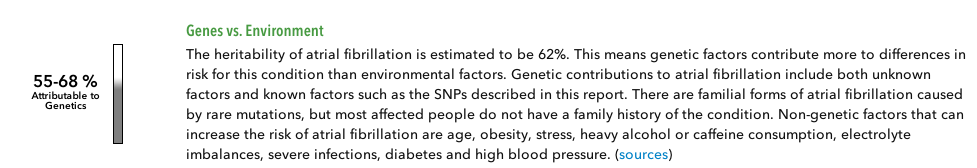 Genes vs. Environment
The heritability of atrial fibrillation is estimated to be 62%. This means genetic factors contribute more to differences in
risk for this condition than environmental factors. Genetic contributions to atrial fibrillation include both unknown
factors and known factors such as the SNPs described in this report. There are familial forms of atrial fibrillation caused
by rare mutations, but most affected people do not have a family history of the condition. Non-genetic factors that can
increase the risk of atrial fibrillation are age, obesity, stress, heavy alcohol or caffeine consumption, electrolyte
imbalances, severe infections, diabetes and high blood pressure. (sources)
55-68 %
Attributable to
Genetics